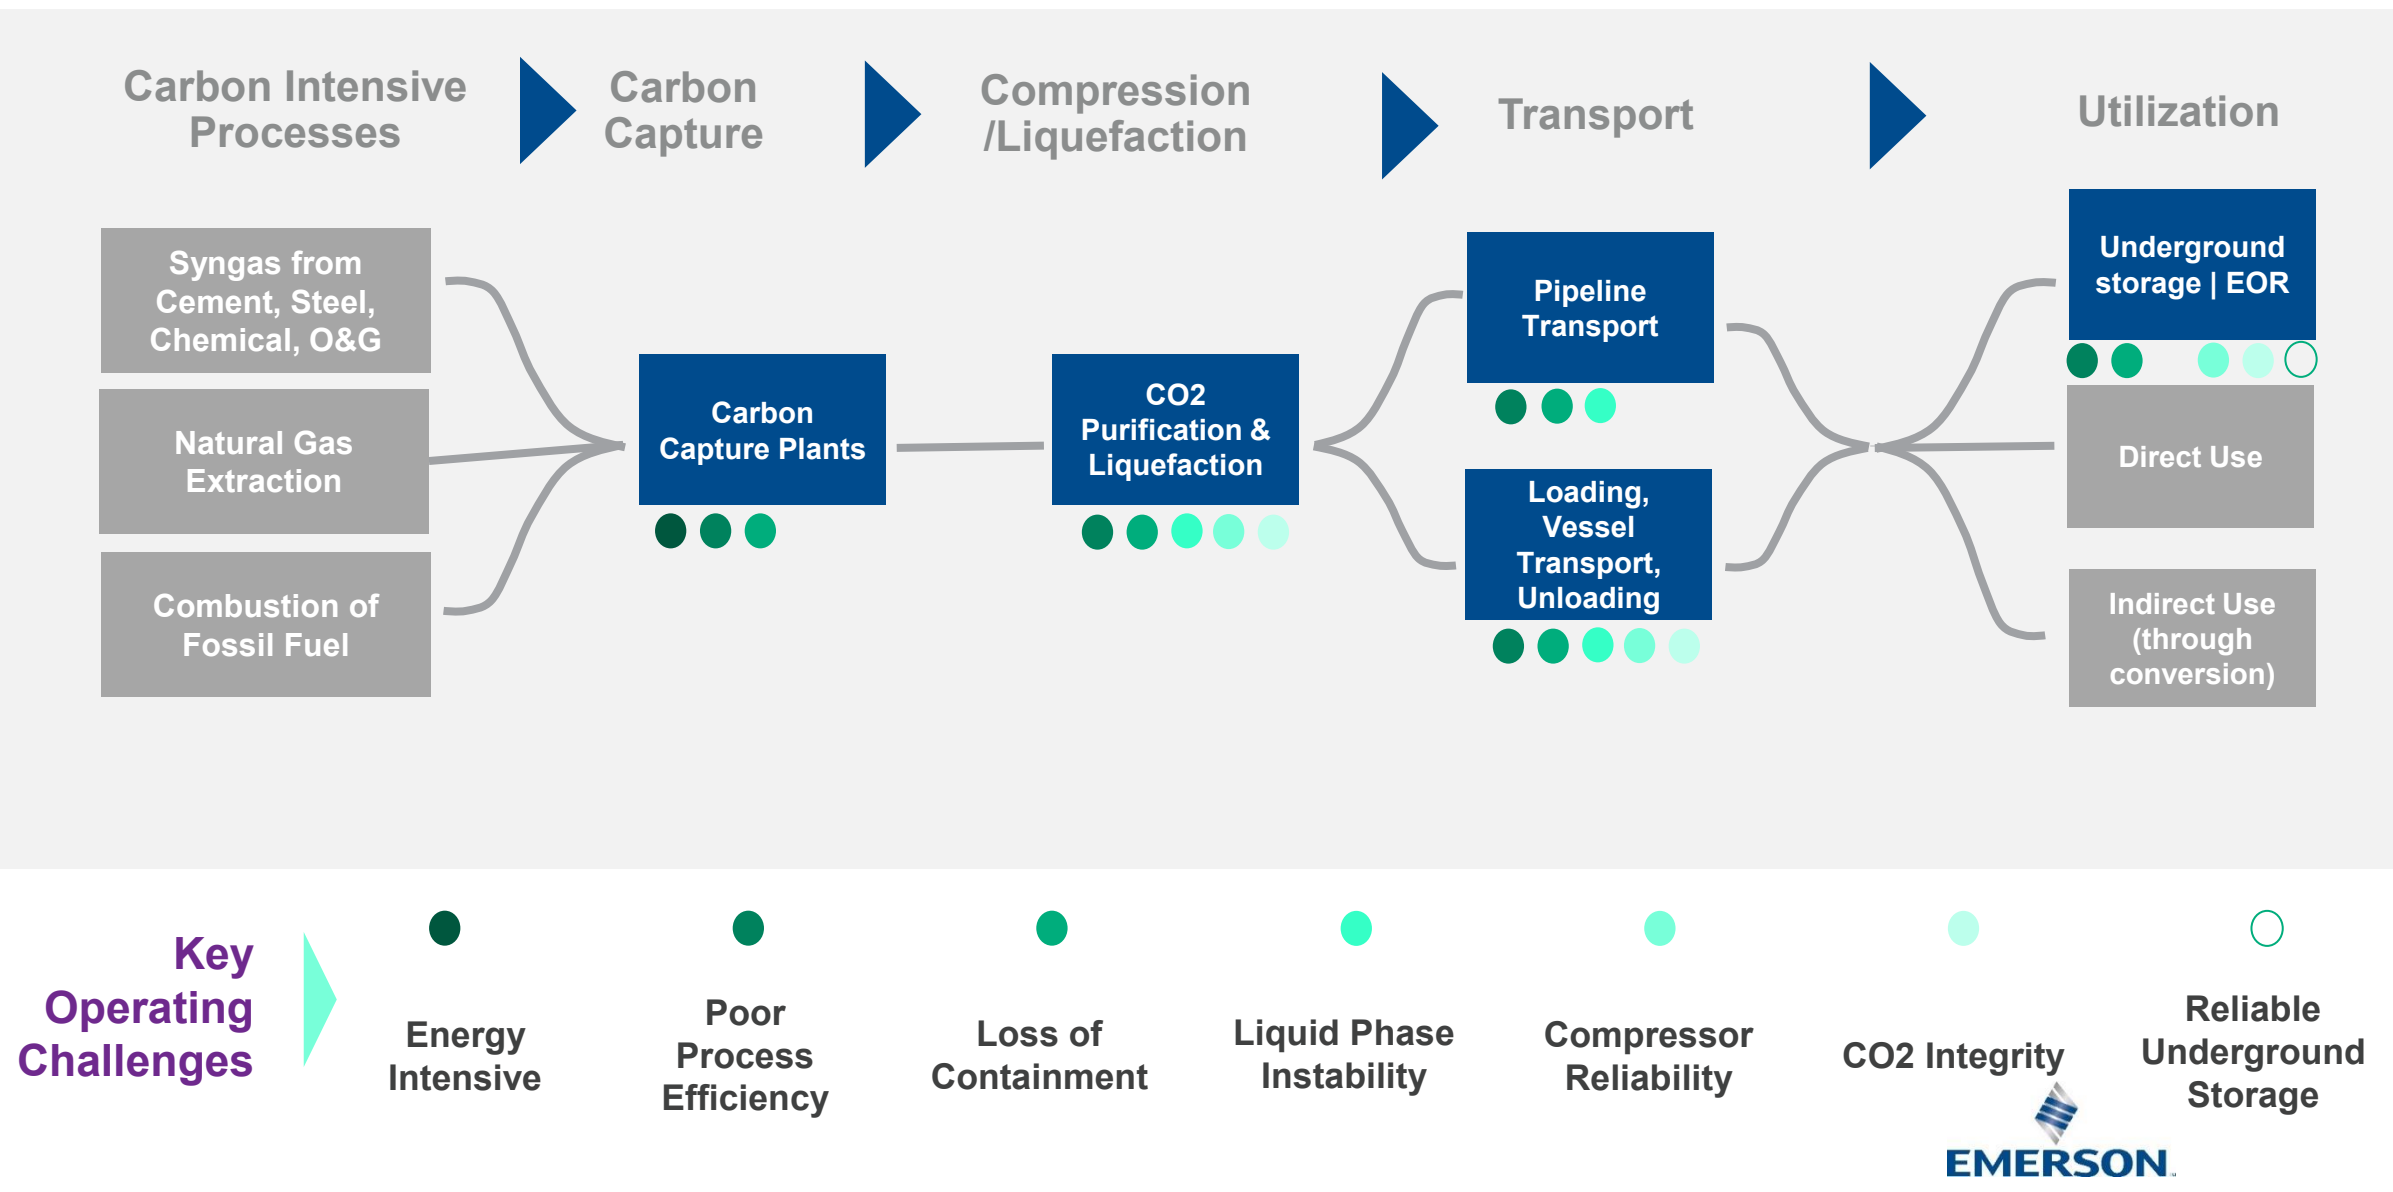 Carbon Intensive
Processes
Carbon
Capture
Compression
/Liquefaction
Transport
Utilization
Syngas from
Cement, Steel,
Chemical, O&G
Natural Gas
Extraction
Combustion of
Fossil Fuel
Carbon
Capture Plants
CO2
Purification &
Liquefaction
Pipeline
Transport
Loading,
Vessel
Transport,
Unloading
Underground
storage | EOR
Direct Use
Indirect Use
(through
conversion)
Key
Operating
Challenges
Energy
Intensive
Poor
Process
Efficiency
Loss of
Containment
Liquid Phase
Instability
Compressor
Reliability
CO2 Integrity
Reliable
Underground
Storage
EMERSON